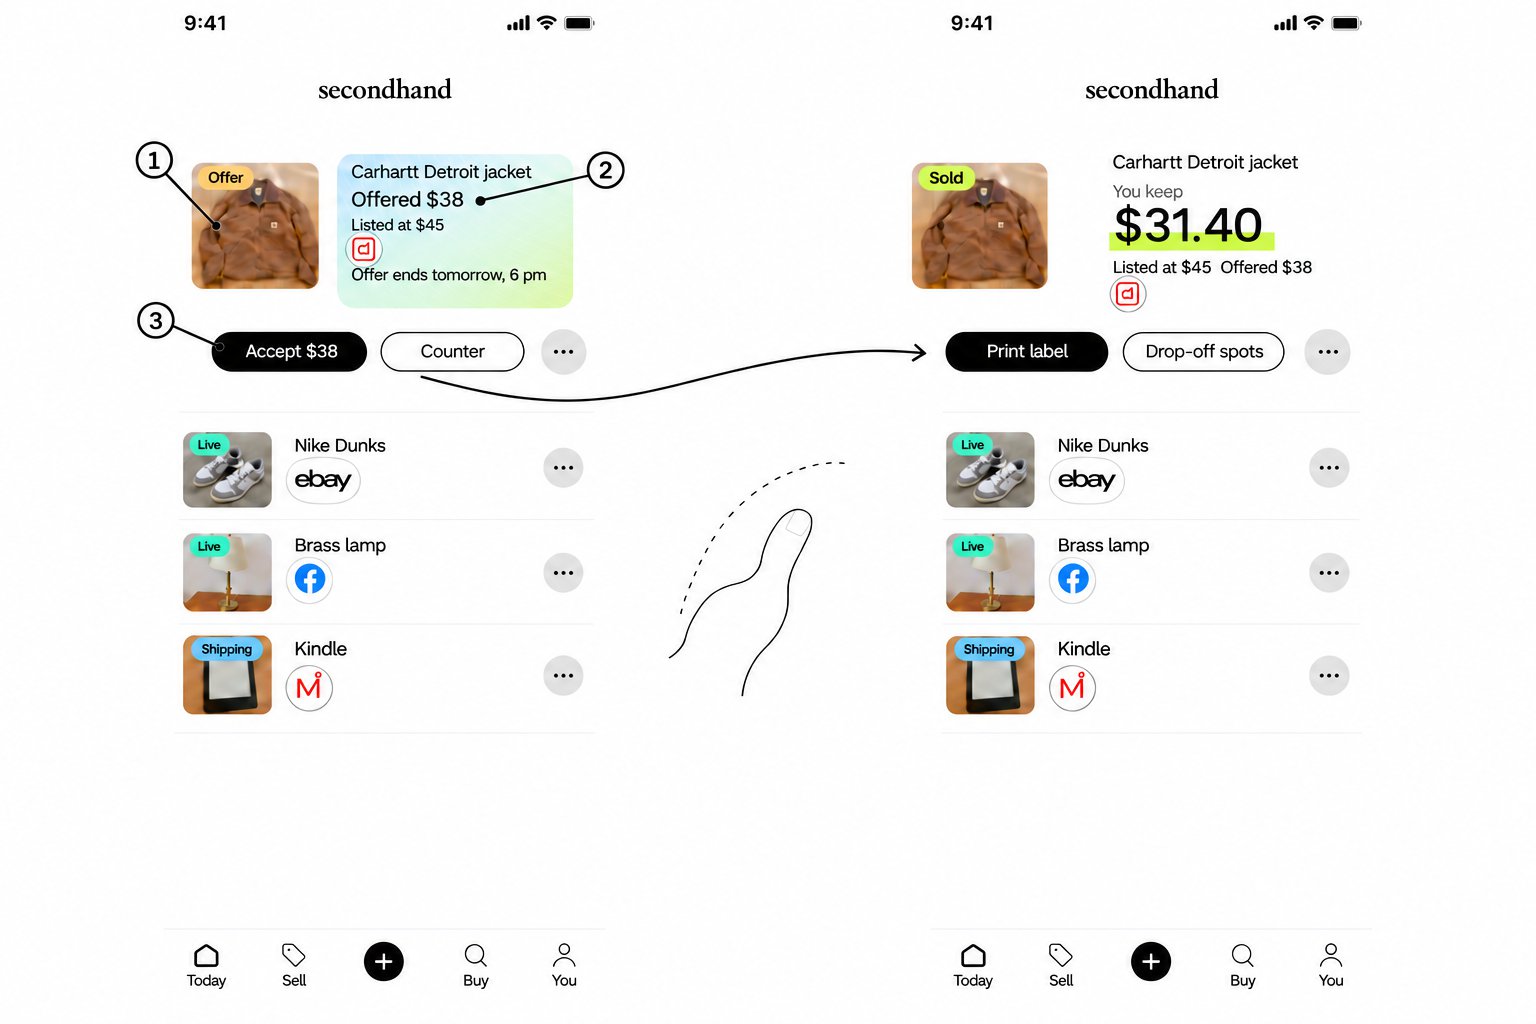 9:41
secondhand
1
Offer
Carhartt Detroit jacket
Offered $38
Listed at $45
Offer ends tomorrow, 6 pm
2
3
Accept $38
Counter
Live
Nike Dunks
ebay
Live
Brass lamp
f
Shipping
Kindle
M
Today
Sell
Buy
You
9:41
secondhand
Sold
Carhartt Detroit jacket
You keep
$31.40
Listed at $45 Offered $38
Print label
Drop-off spots
Live
Nike Dunks
ebay
Live
Brass lamp
f
Shipping
Kindle
M
Today
Sell
Buy
You